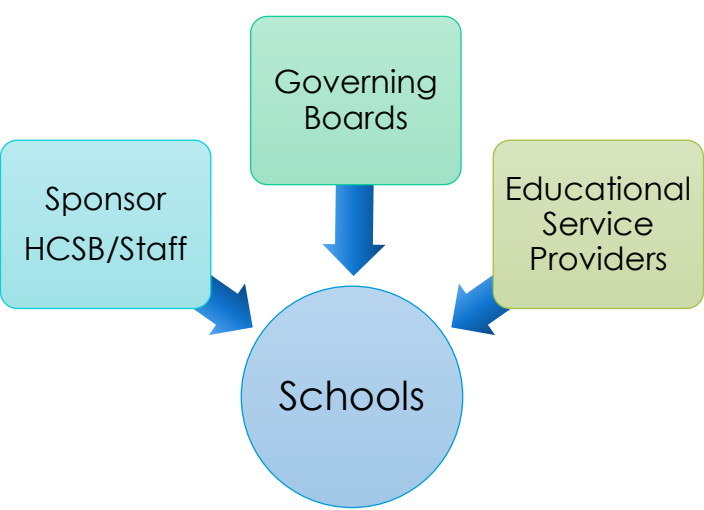 Governing
Boards
Sponsor
HCSB/Staff
Educational
Service
Providers
Schools